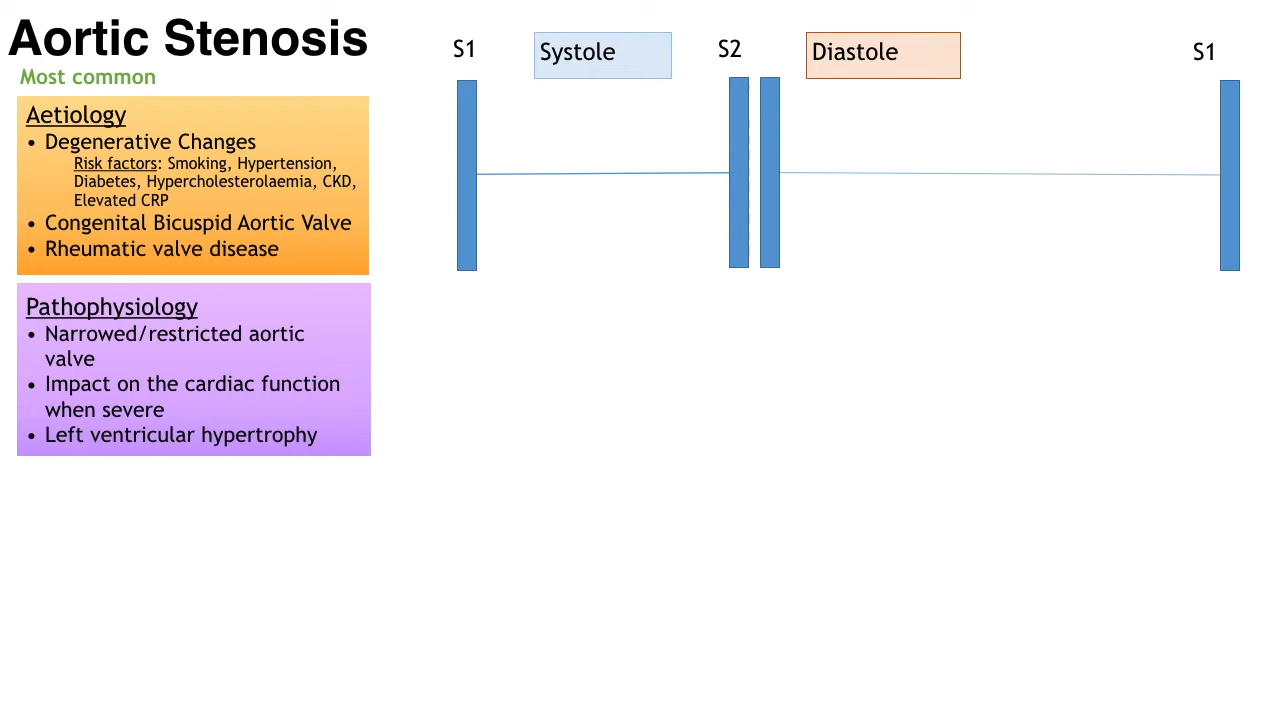 Aortic Stenosis
Most common
Aetiology
• Degenerative Changes
Risk factors: Smoking, Hypertension,
Diabetes, Hypercholesterolaemia, CKD,
Elevated CRP
• Congenital Bicuspid Aortic Valve
• Rheumatic valve disease
Pathophysiology
• Narrowed/restricted aortic
valve
• Impact on the cardiac function
when severe
• Left ventricular hypertrophy
S1
Systole
S2
Diastole
S1